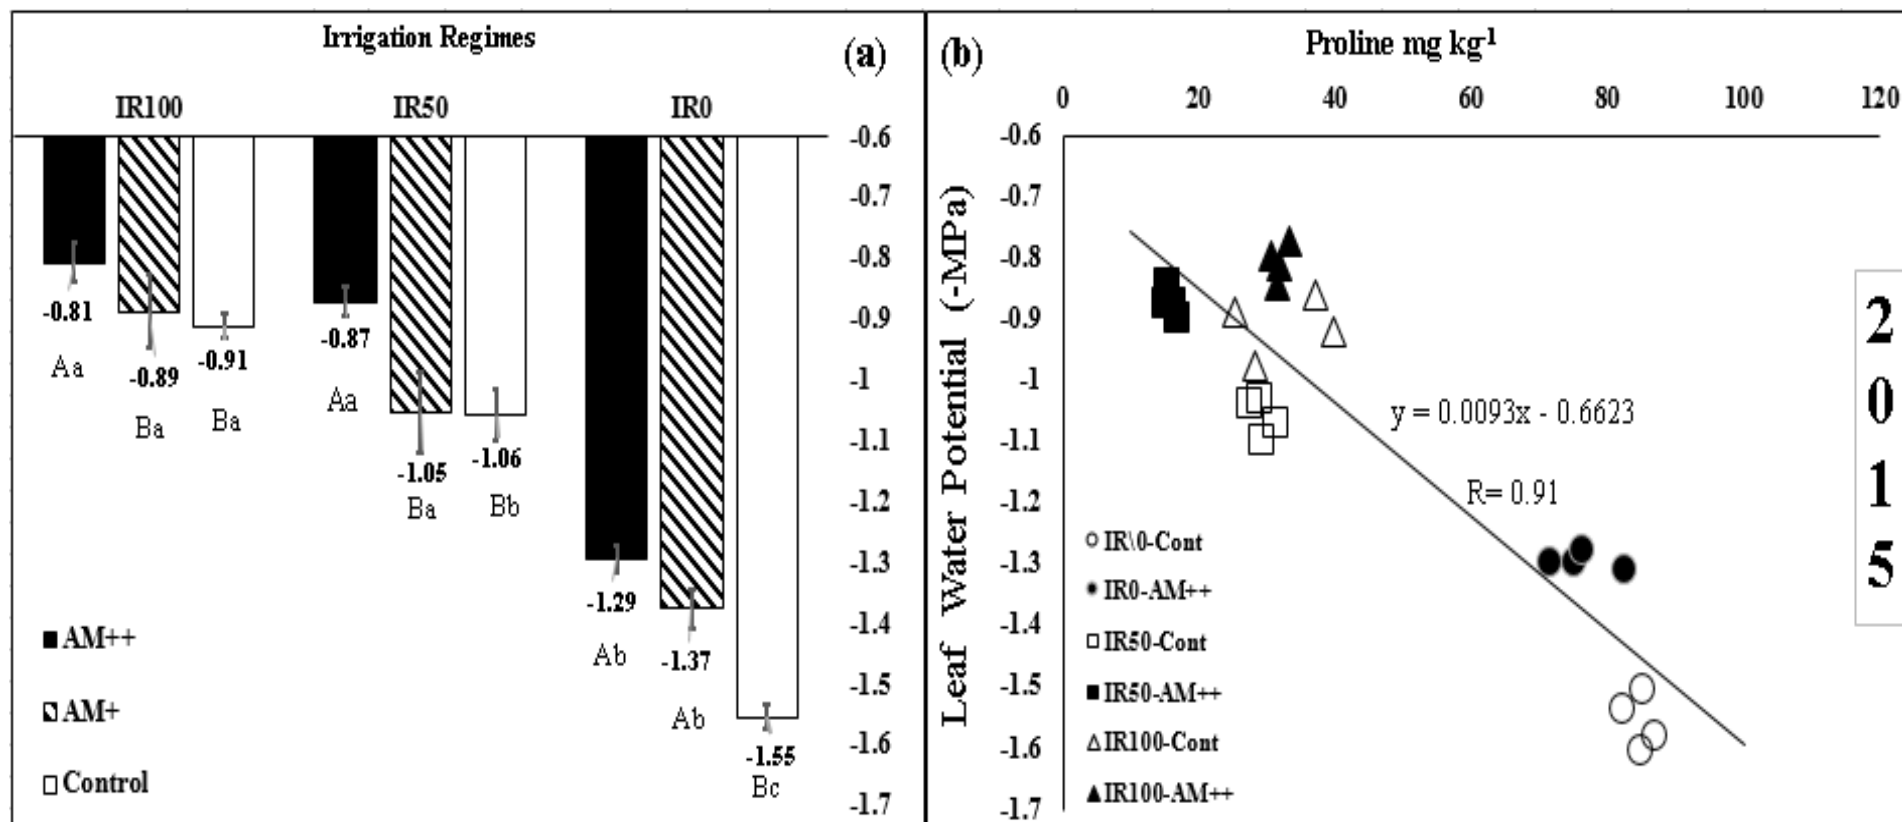 Irrigation Regimes
(a)
IR100 IR50 IR0
-0.6
-0.7
-0.8
-0.9
-1
-1.1
-1.2
-1.3
-1.4
-1.5
-1.6
-1.7
-0.81
Aa
-0.89
Ba
-0.91
Ba
-0.87
Aa
-1.05
Ba
-1.06
Bb
-1.29
Ab
-1.37
Ab
-1.55
Bc
AM++
AM+
Control
(b)
Proline mg kg-1
0 20 40 60 80 100 120
Leaf Water Potential (-MPa)
-0.6
-0.7
-0.8
-0.9
-1
-1.1
-1.2
-1.3
-1.4
-1.5
-1.6
-1.7
y = 0.0093x - 0.6623
R= 0.91
IR\0-Cont
IR0-AM++
IR50-Cont
IR50-AM++
IR100-Cont
IR100-AM++
2
0
1
5